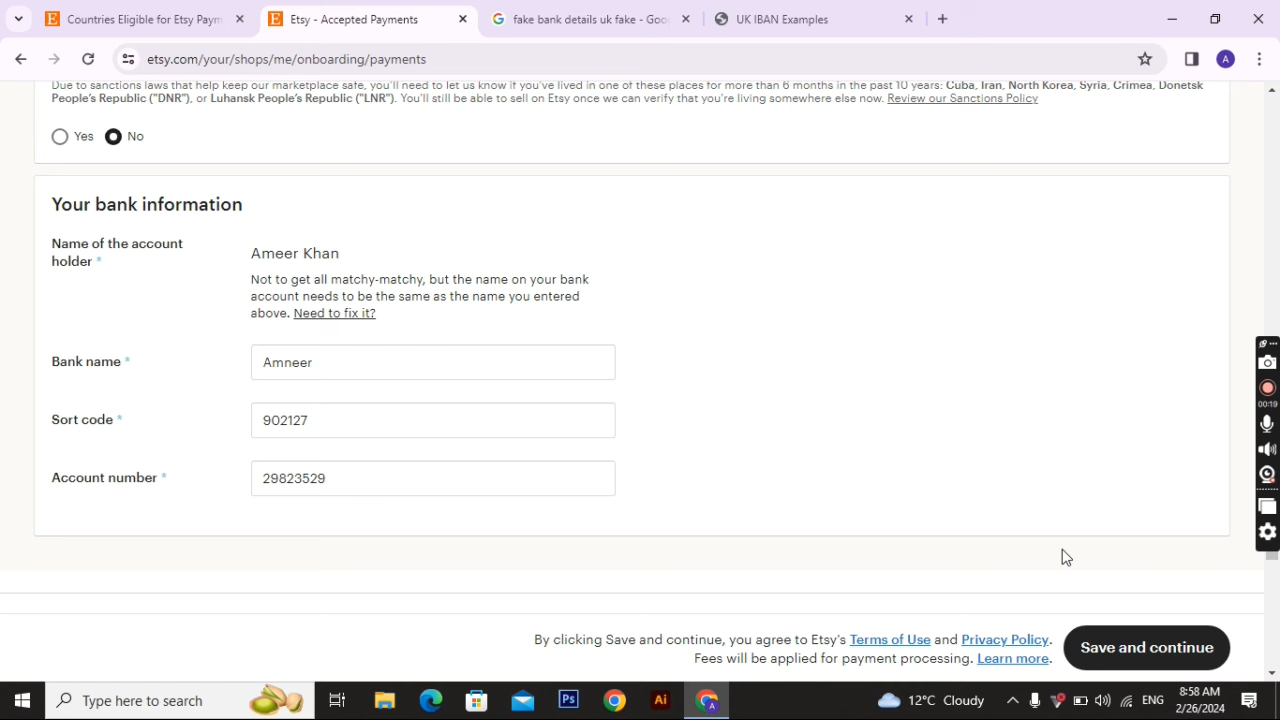 Countries Eligible for Etsy Paym
Etsy - Accepted Payments
fake bank details uk fake - Goo
UK IBAN Examples
etsy.com/your/shops/me/onboarding/payments
A
Due to sanctions laws that help keep our marketplace safe, you'll need to let us know if you've lived in one of these places for more than 6 months in the past 10 years: Cuba, Iran, North Korea, Syria, Crimea, Donetsk
People's Republic ("DNR"), or Luhansk People's Republic ("LNR"). You'll still be able to sell on Etsy once we can verify that you're living somewhere else now. Review our Sanctions Policy
Yes No
Your bank information
Name of the account
holder *
Ameer Khan
Not to get all matchy-matchy, but the name on your bank
account needs to be the same as the name you entered
above. Need to fix it?
Bank name *
Amneer
Sort code *
902127
Account number *
29823529
00:19
By clicking Save and continue, you agree to Etsy's Terms of Use and Privacy Policy.
Fees will be applied for payment processing. Learn more.
Save and continue
Type here to search
Ps
Ai
A
12°C Cloudy
ENG
8:58 AM
2/26/2024